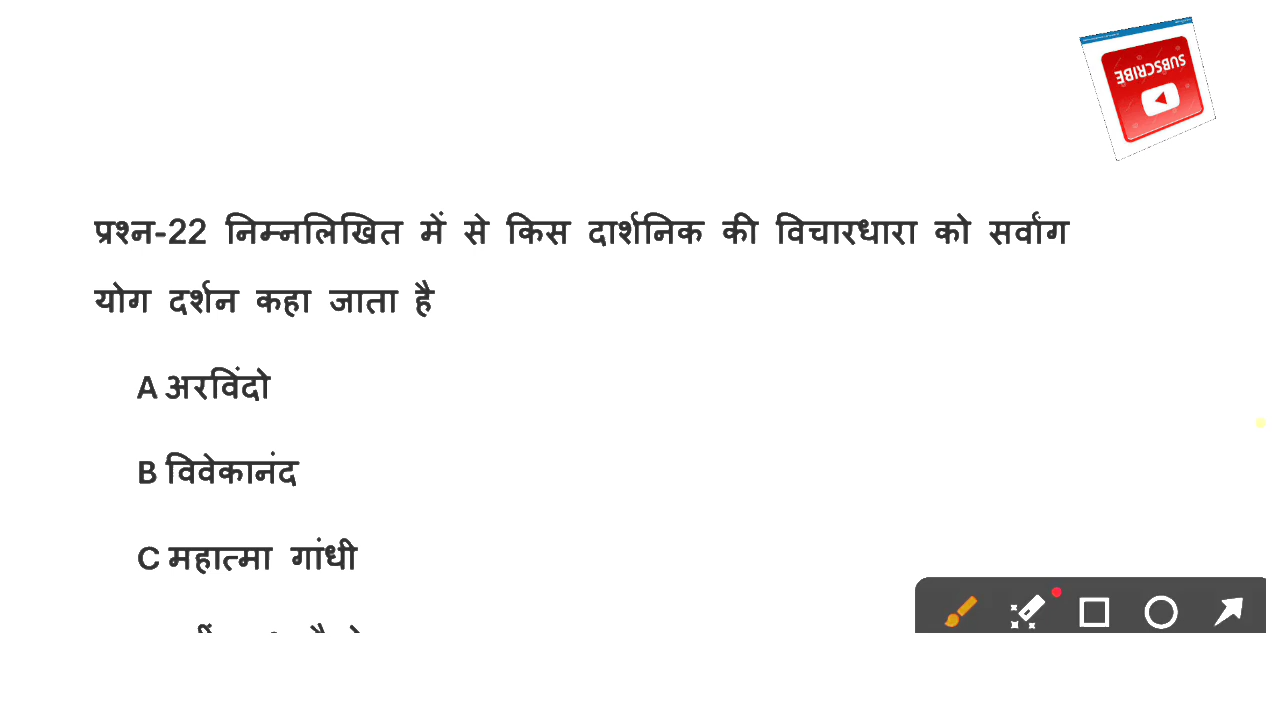 SUBSCRIBE
प्रश्न-22 निम्नलिखित में से किस दार्शनिक की विचारधारा को सर्वांग
योग दर्शन कहा जाता है
A अरविंदो
B विवेकानंद
C महात्मा गांधी